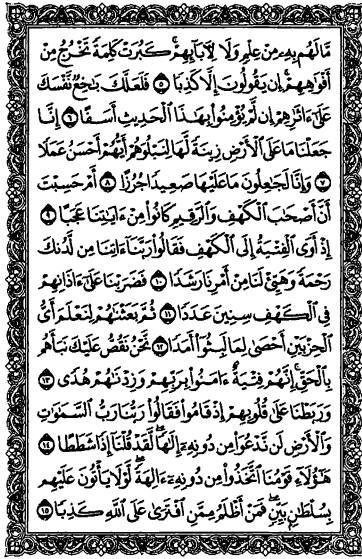 مَّا لَهُم بِهِۦ مِنْ عِلْمٍ وَلَا لِءَابَآئِهِمْ ۚ كَبُرَتْ كَلِمَةً تَخْرُجُ مِنْ
أَفْوَٰهِهِمْ ۚ إِن يَقُولُونَ إِلَّا كَذِبًا ٥ فَلَعَلَّكَ بَٰخِعٌ نَّفْسَكَ
عَلَىٰٓ ءَاثَٰرِهِمْ إِن لَّمْ يُؤْمِنُوا۟ بِهَٰذَا ٱلْحَدِيثِ أَسَفًا ٦ إِنَّا
جَعَلْنَا مَا عَلَى ٱلْأَرْضِ زِينَةً لَّهَا لِنَبْلُوَهُمْ أَيُّهُمْ أَحْسَنُ عَمَلًا
٧ وَإِنَّا لَجَٰعِلُونَ مَا عَلَيْهَا صَعِيدًا جُرُزًا ٨ أَمْ حَسِبْتَ
أَنَّ أَصْحَٰبَ ٱلْكَهْفِ وَٱلرَّقِيمِ كَانُوا۟ مِنْ ءَايَٰتِنَا عَجَبًا ٩
إِذْ أَوَى ٱلْفِتْيَةُ إِلَى ٱلْكَهْفِ فَقَالُوا۟ رَبَّنَآ ءَاتِنَا مِن لَّدُنكَ
رَحْمَةً وَهَيِّئْ لَنَا مِنْ أَمْرِنَا رَشَدًا ١٠ فَضَرَبْنَا عَلَىٰٓ ءَاذَانِهِمْ
فِى ٱلْكَهْفِ سِنِينَ عَدَدًا ١١ ثُمَّ بَعَثْنَٰهُمْ لِنَعْلَمَ أَىُّ
ٱلْحِزْبَيْنِ أَحْصَىٰ لِمَا لَبِثُوٓا۟ أَمَدًا ١٢ نَّحْنُ نَقُصُّ عَلَيْكَ نَبَأَهُم
بِٱلْحَقِّ ۚ إِنَّهُمْ فِتْيَةٌ ءَامَنُوا۟ بِرَبِّهِمْ وَزِدْنَٰهُمْ هُدًى ١٣
وَرَبَطْنَا عَلَىٰ قُلُوبِهِمْ إِذْ قَامُوا۟ فَقَالُوا۟ رَبُّنَا رَبُّ ٱلسَّمَٰوَٰتِ
وَٱلْأَرْضِ لَن نَّدْعُوَا۟ مِن دُونِهِۦٓ إِلَٰهًا ۖ لَّقَدْ قُلْنَآ إِذًا شَطَطًا ١٤
هَٰٓؤُلَآءِ قَوْمُنَا ٱتَّخَذُوا۟ مِن دُونِهِۦٓ ءَالِهَةً ۖ لَّوْلَا يَأْتُونَ عَلَيْهِم
بِسُلْطَٰنٍۭ بَيِّنٍ ۖ فَمَنْ أَظْلَمُ مِمَّنِ ٱفْتَرَىٰ عَلَى ٱللَّهِ كَذِبًا ١٥